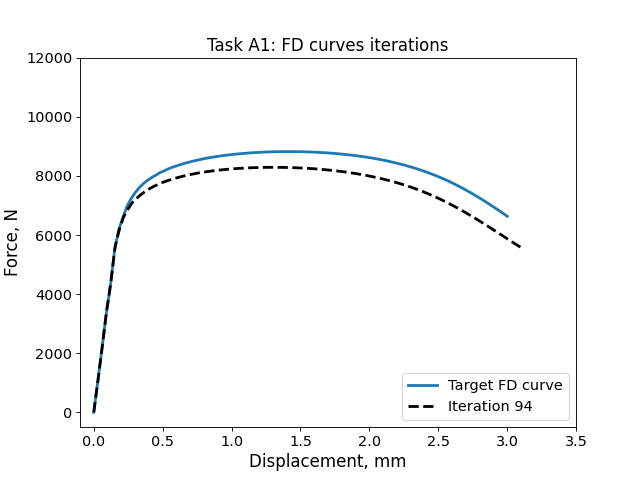 Task A1: FD curves iterations
12000
10000
8000
6000
4000
2000
0
Force, N
Target FD curve
Iteration 94
0.0 0.5 1.0 1.5 2.0 2.5 3.0 3.5
Displacement, mm